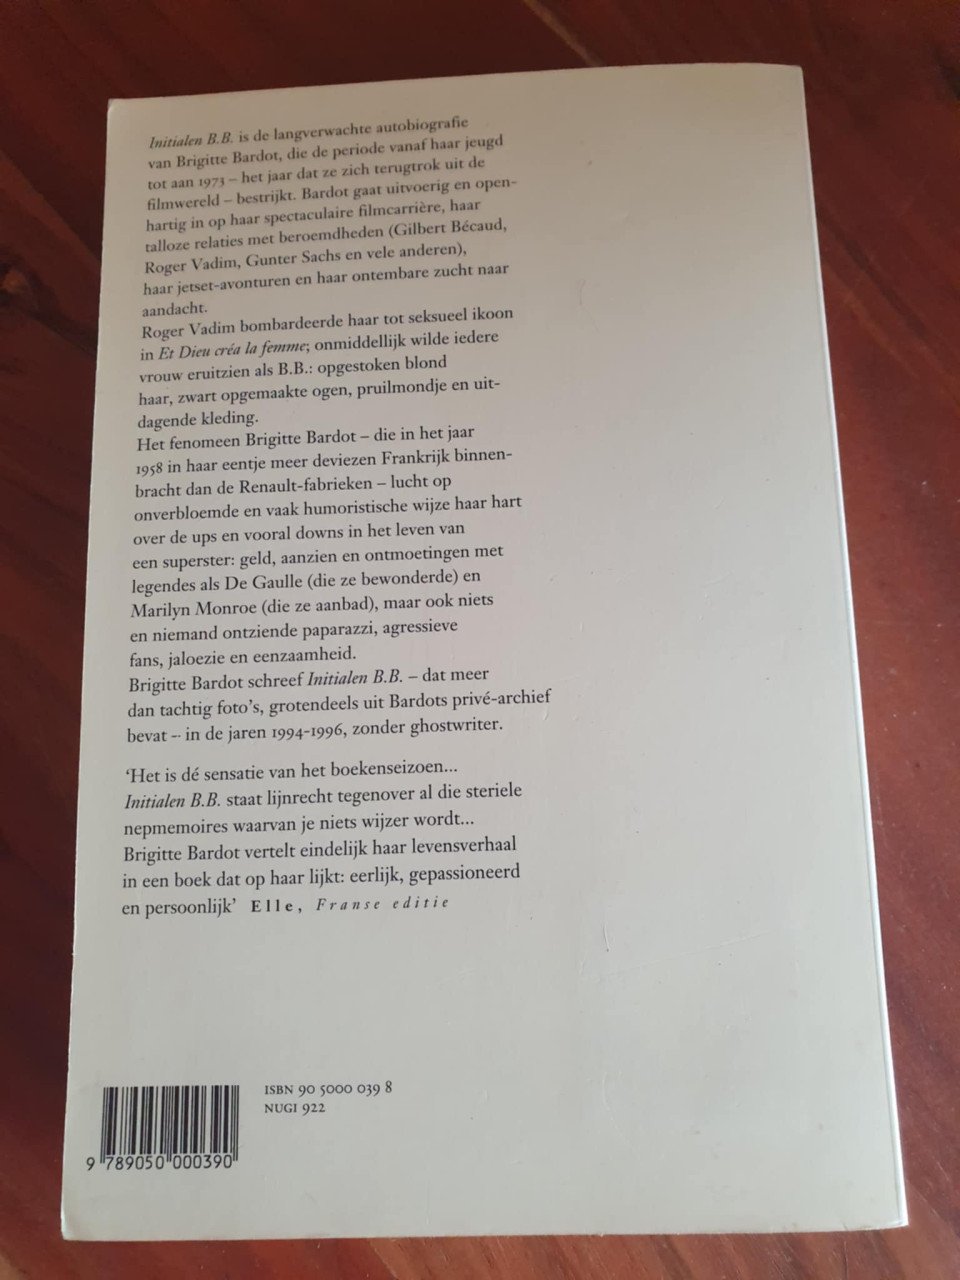 Initialen B.B. is de langverwachte autobiografie
van Brigitte Bardot, die de periode vanaf haar jeugd
tot aan 1973 – het jaar dat ze zich terugtrok uit de
filmwereld – bestrijkt. Bardot gaat uitvoerig en open-
hartig in op haar spectaculaire filmcarrière, haar
talloze relaties met beroemdheden (Gilbert Bécaud,
Roger Vadim, Gunter Sachs en vele anderen),
haar jetset-avonturen en haar ontembare zucht naar
aandacht.
Roger Vadim bombardeerde haar tot seksueel ikoon
in Et Dieu créa la femme; onmiddellijk wilde iedere
vrouw eruitzien als B.B.: opgestoken blond
haar, zwart opgemaakte ogen, pruilmondje en uit-
dagende kleding.
Het fenomeen Brigitte Bardot – die in het jaar
1958 in haar eentje meer deviezen Frankrijk binnen-
bracht dan de Renault-fabrieken – lucht op
onverbloemde en vaak humoristische wijze haar hart
over de ups en vooral downs in het leven van
een superster: geld, aanzien en ontmoetingen met
legendes als De Gaulle (die ze bewonderde) en
Marilyn Monroe (die ze aanbad), maar ook niets
en niemand ontziende paparazzi, agressieve
fans, jaloezie en eenzaamheid.
Brigitte Bardot schreef Initialen B.B. – dat meer
dan tachtig foto's, grotendeels uit Bardots privé-archief
bevat – in de jaren 1994-1996, zonder ghostwriter.
'Het is dé sensatie van het boekenseizoen...
Initialen B.B. staat lijnrecht tegenover al die steriele
nepmemoires waarvan je niets wijzer wordt...
Brigitte Bardot vertelt eindelijk haar levensverhaal
in een boek dat op haar lijkt: eerlijk, gepassioneerd
en persoonlijk' Elle, Franse editie
ISBN 90 5000 039 8
NUGI 922
9 789050 000390